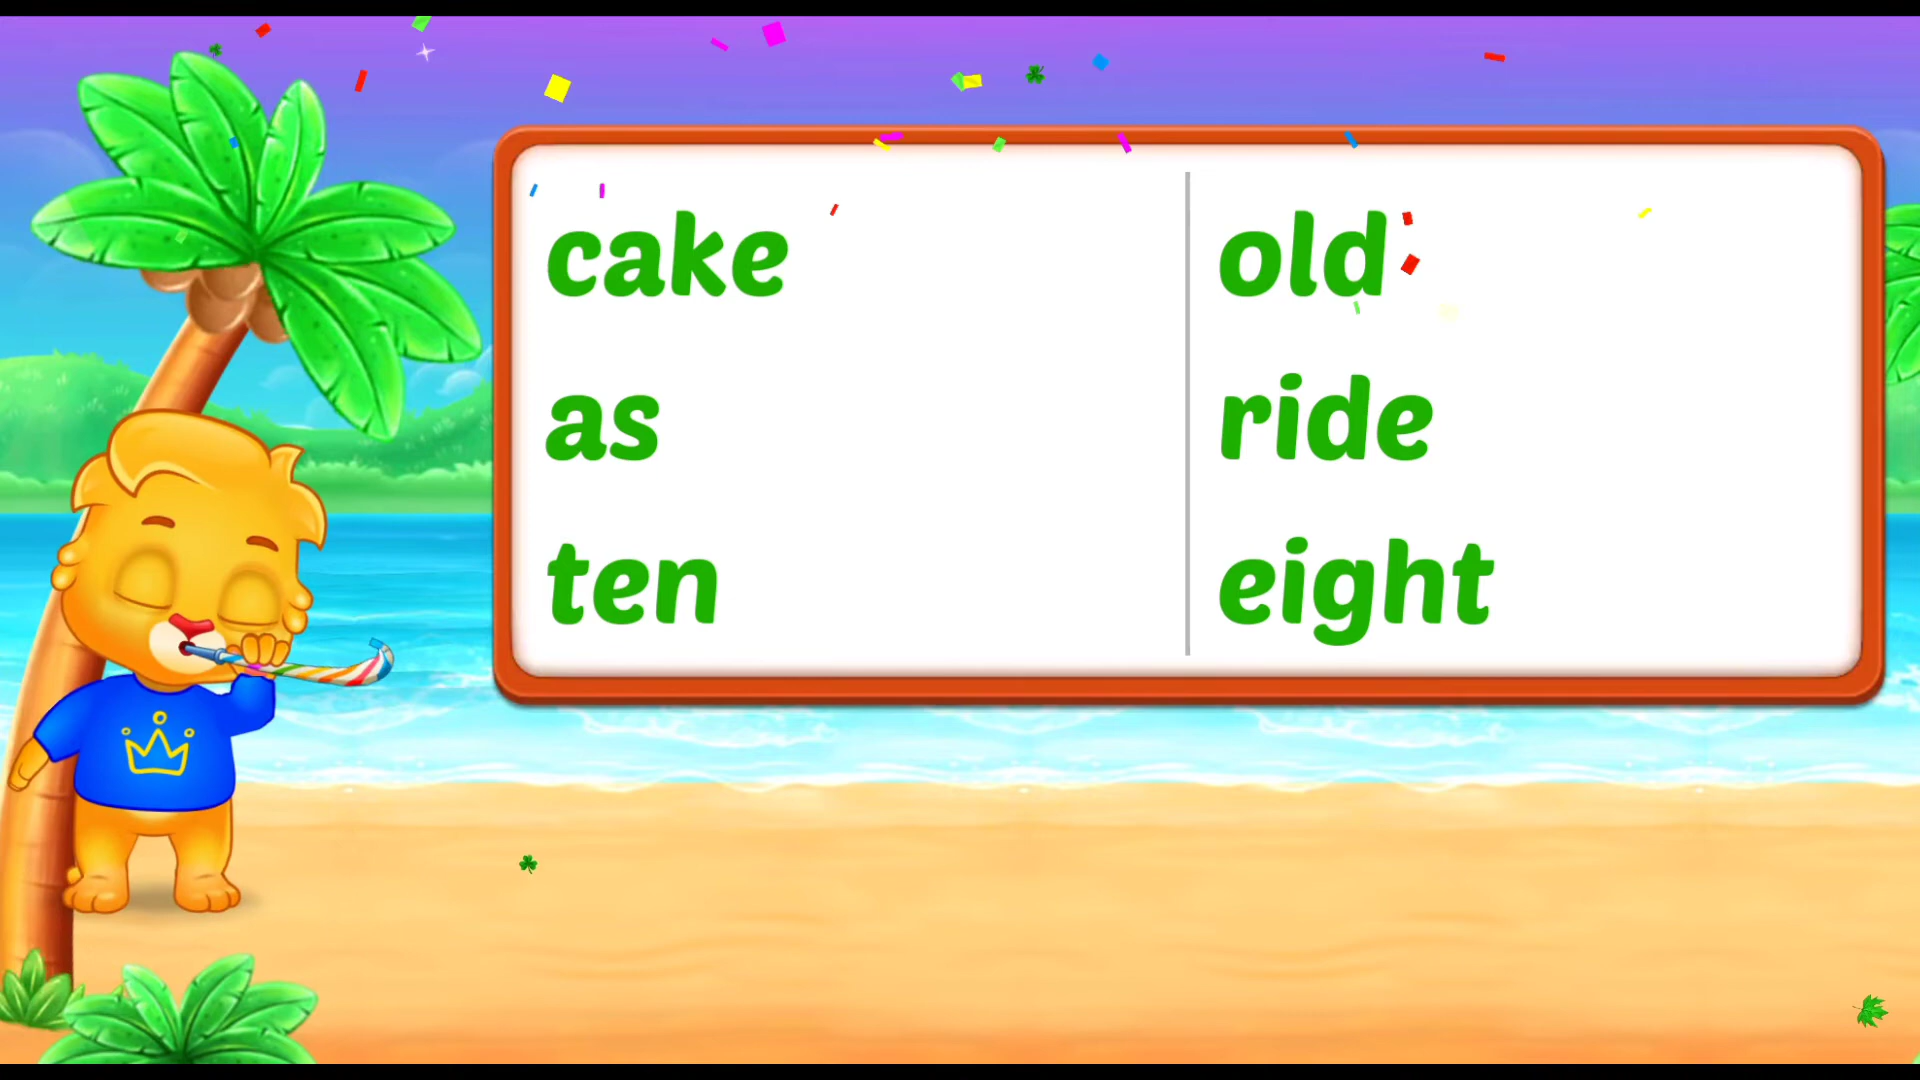 cake
as
ten
old
ride
eight